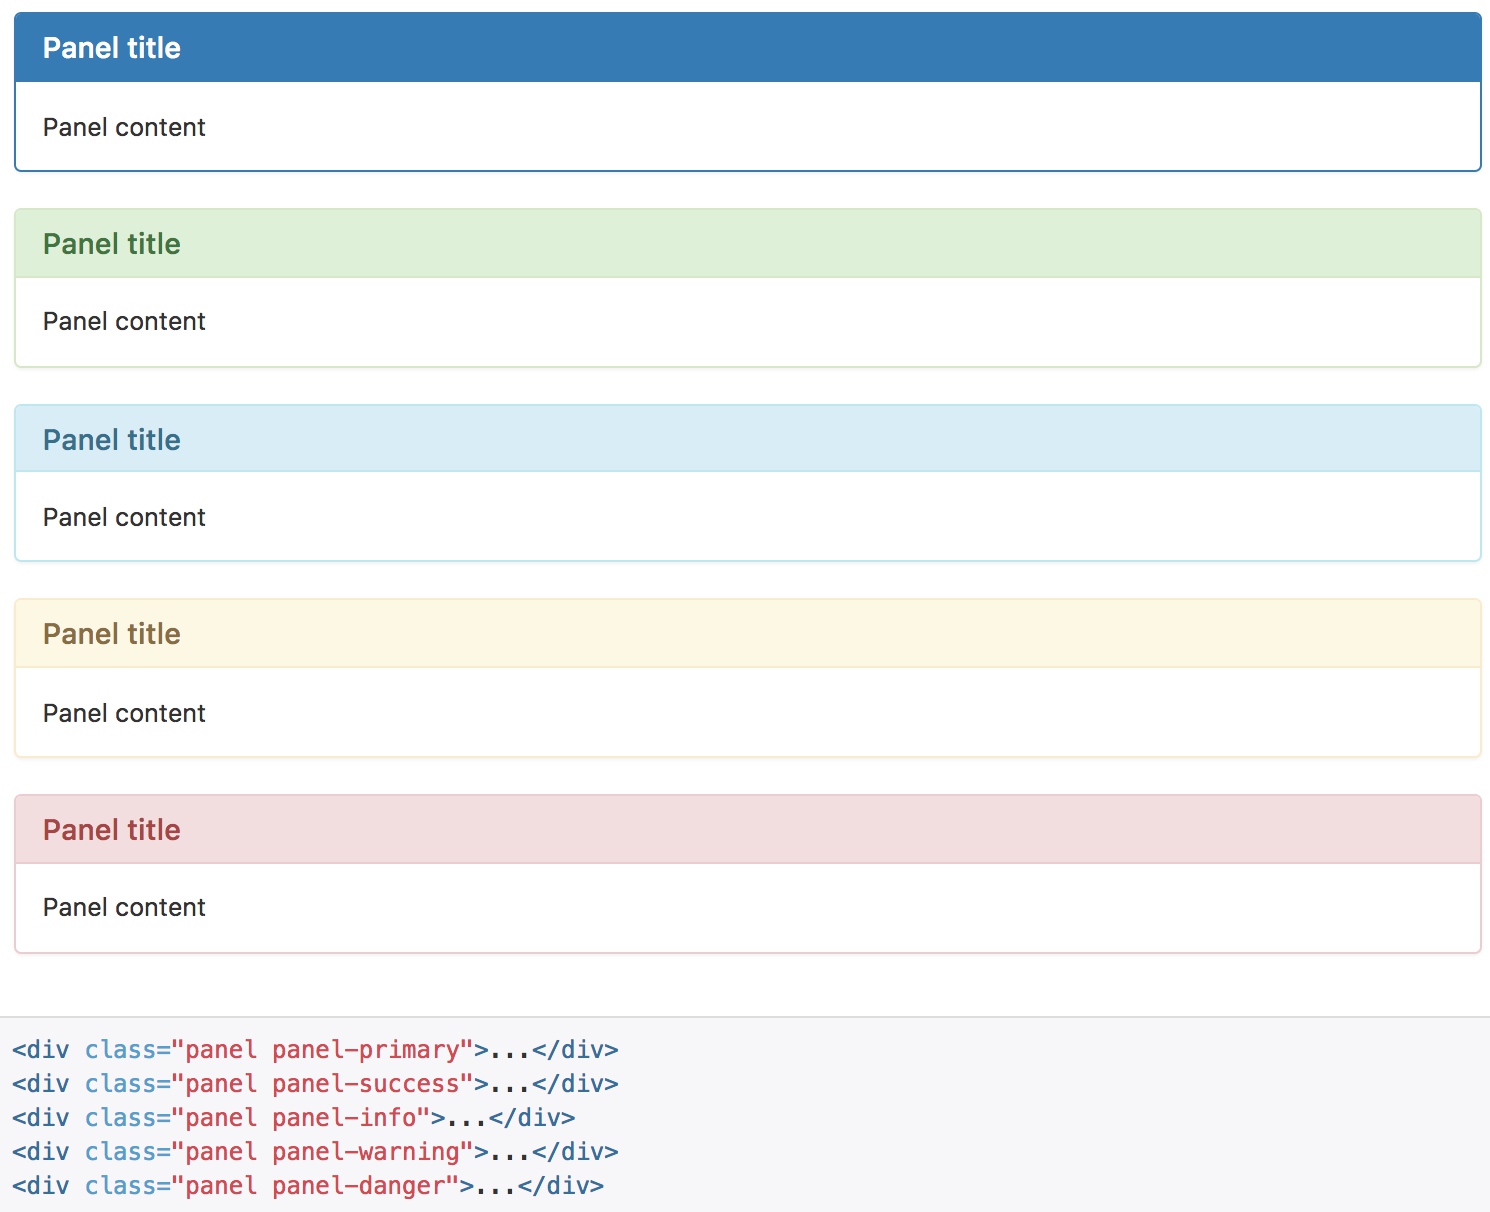 Panel title
Panel content
Panel title
Panel content
Panel title
Panel content
Panel title
Panel content
Panel title
Panel content
<div class="panel panel-primary">...</div>
<div class="panel panel-success">...</div>
<div class="panel panel-info">...</div>
<div class="panel panel-warning">...</div>
<div class="panel panel-danger">...</div>